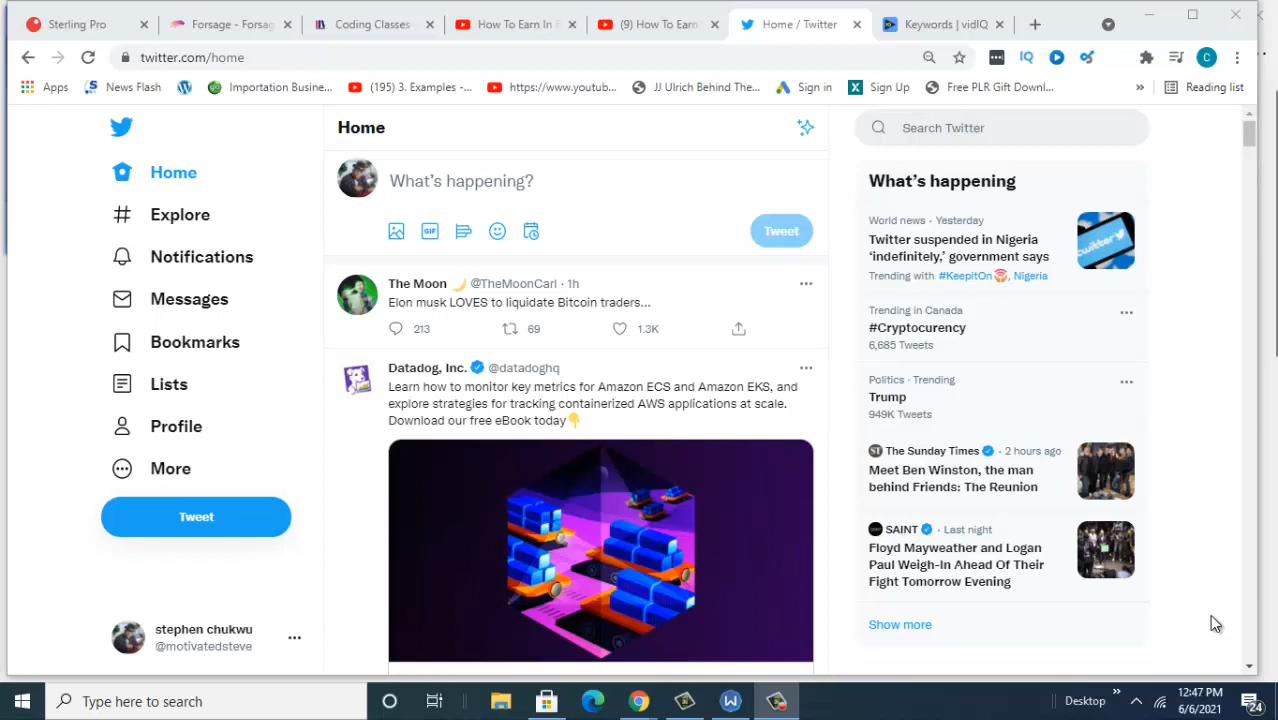 Sterling Pro
Forsage - Forsag
Coding Classes
How To Earn In F
(9) How To Earn
Home / Twitter
Keywords | vidIQ
twitter.com/home
IQ
C
Apps
News Flash
Importation Busine...
(195) 3. Examples -...
https://www.youtub...
JJ Ulrich Behind The...
Sign in
Sign Up
Free PLR Gift Downl...
»
Reading list
Home
Explore
Notifications
Messages
Bookmarks
Lists
Profile
More
Tweet
stephen chukwu
@motivatedsteve
Home
What's happening?
GIF
Tweet
The Moon 🌙 @TheMoonCarl · 1h
Elon musk LOVES to liquidate Bitcoin traders...
213
69
1.3K
Datadog, Inc. @datadoghq
Learn how to monitor key metrics for Amazon ECS and Amazon EKS, and
explore strategies for tracking containerized AWS applications at scale.
Download our free eBook today👇
Search Twitter
What's happening
World news · Yesterday
Twitter suspended in Nigeria
'indefinitely,' government says
Trending with #KeepitOn, Nigeria
Trending in Canada
#Cryptocurency
6,685 Tweets
Politics · Trending
Trump
949K Tweets
The Sunday Times · 2 hours ago
Meet Ben Winston, the man
behind Friends: The Reunion
SAINT · Last night
Floyd Mayweather and Logan
Paul Weigh-In Ahead Of Their
Fight Tomorrow Evening
Show more
Type here to search
Desktop
»
12:47 PM
6/6/2021
24